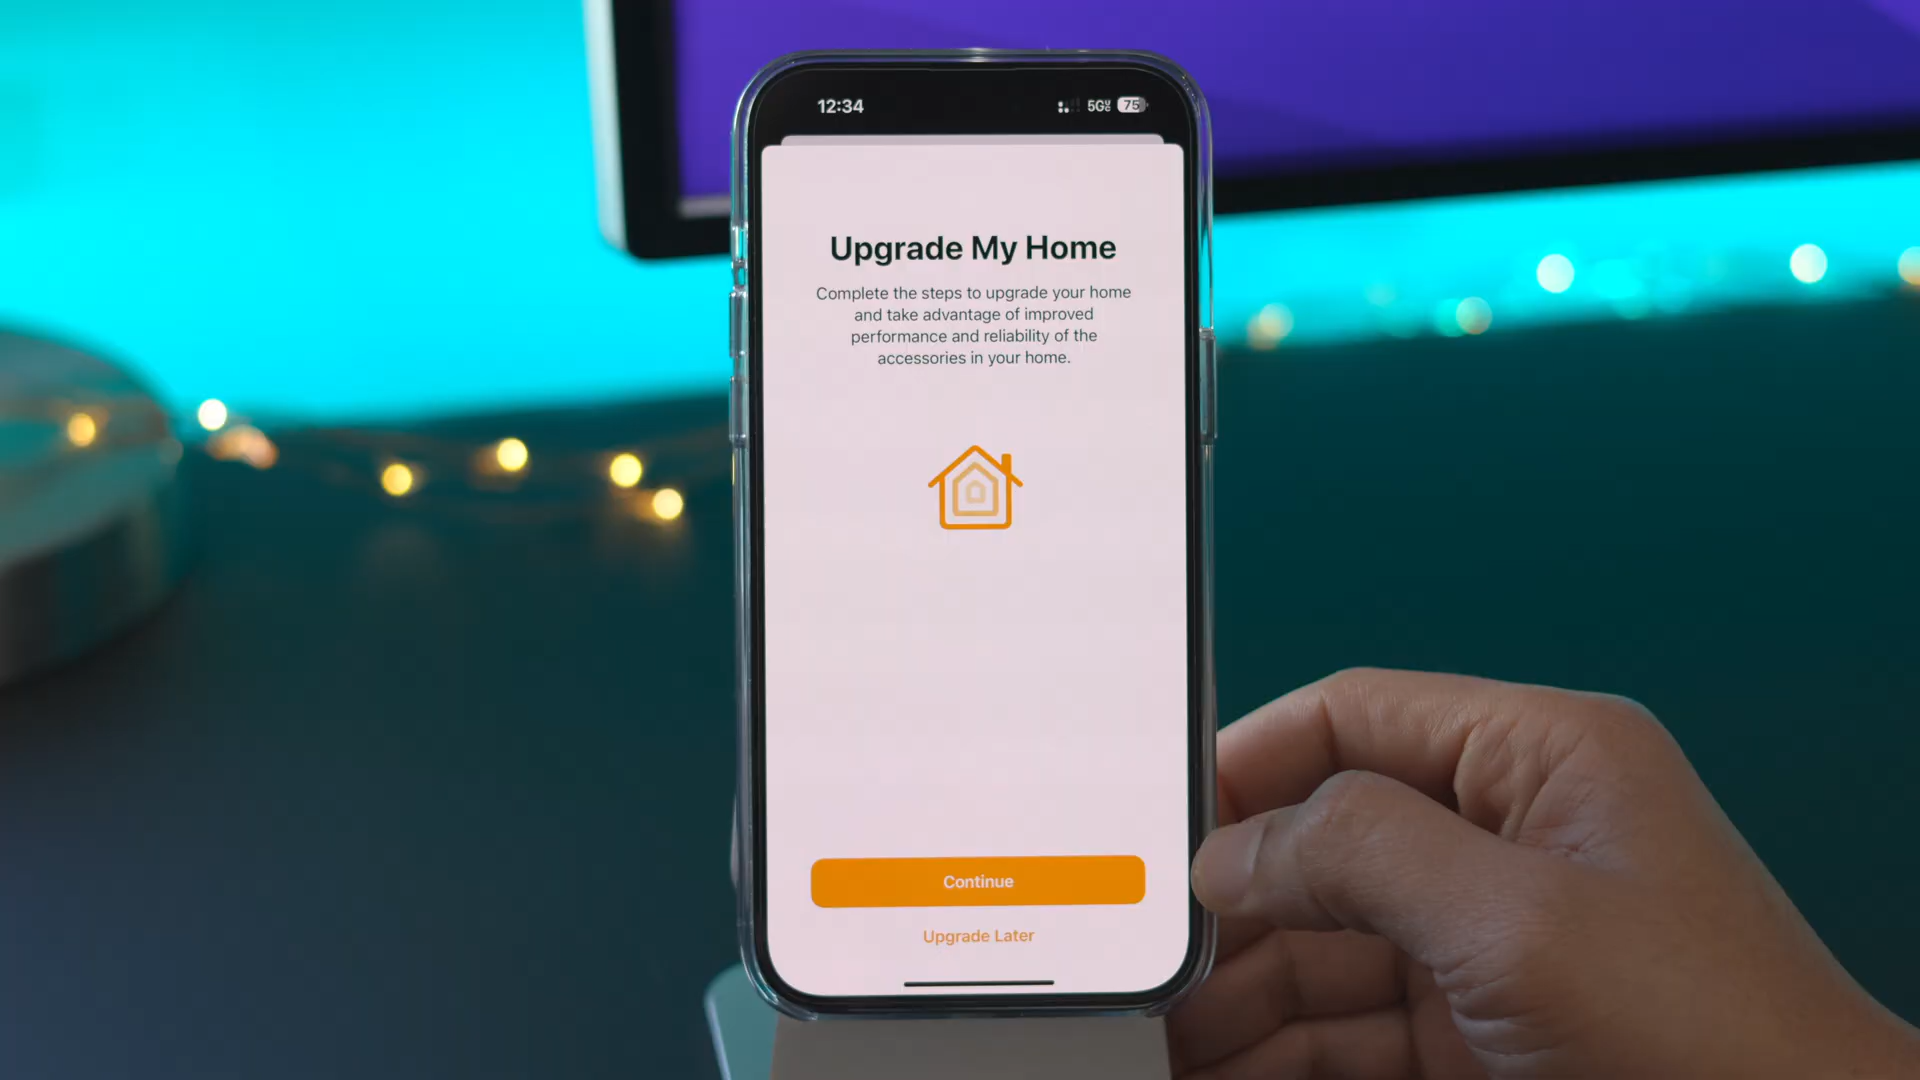 12:34
5G 75
Upgrade My Home
Complete the steps to upgrade your home
and take advantage of improved
performance and reliability of the
accessories in your home.
Continue
Upgrade Later